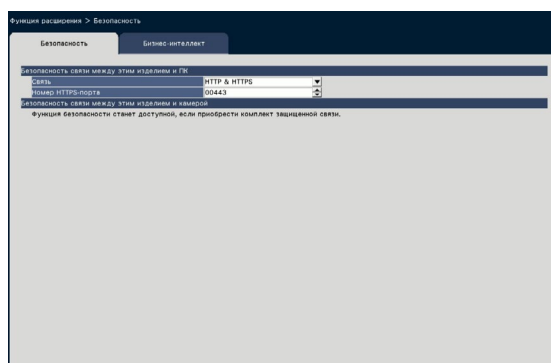 Функция расширения > Безопасность
Безопасность Бизнес-интеллект
Безопасность связи между этим изделием и ПК
Связь HTTP & HTTPS
Номер HTTPS-порта 00443
Безопасность связи между этим изделием и камерой
Функция безопасности станет доступной, если приобрести комплект защищенной связи.